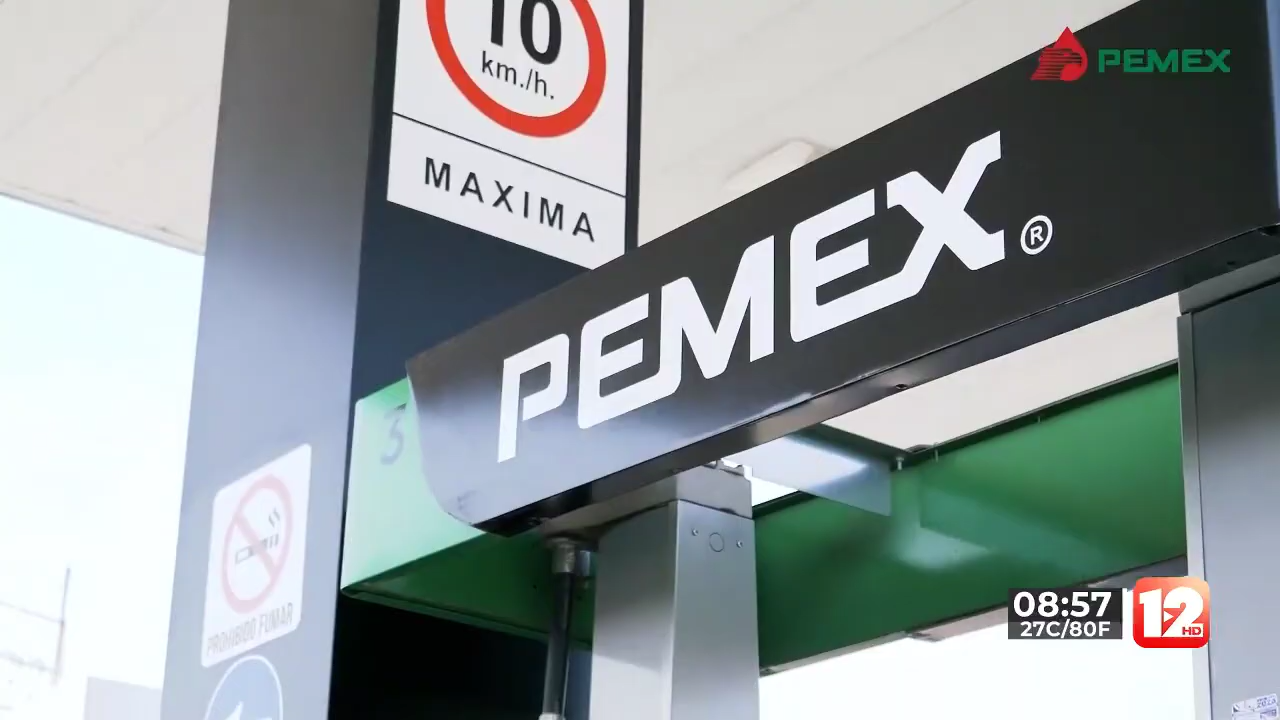 10
km./h.
MAXIMA
PEMEX
PEMEX®
3
PROHIBIDO FUMAR
08:57
27C/80F
12
HD